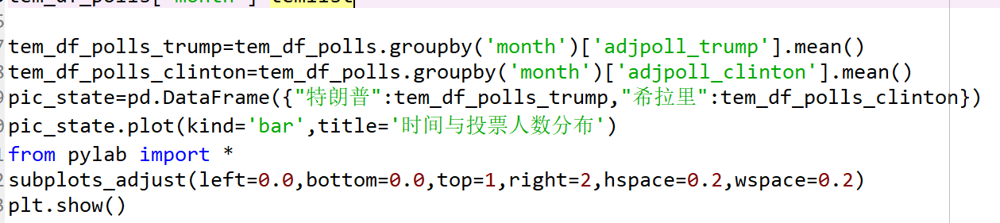 tem_df_polls['month'] temlist
tem_df_polls_trump=tem_df_polls.groupby('month')['adjpoll_trump'].mean()
tem_df_polls_clinton=tem_df_polls.groupby('month')['adjpoll_clinton'].mean()
pic_state=pd.DataFrame({"特朗普":tem_df_polls_trump,"希拉里":tem_df_polls_clinton})
pic_state.plot(kind='bar',title='时间与投票人数分布')
from pylab import *
subplots_adjust(left=0.0,bottom=0.0,top=1,right=2,hspace=0.2,wspace=0.2)
plt.show()